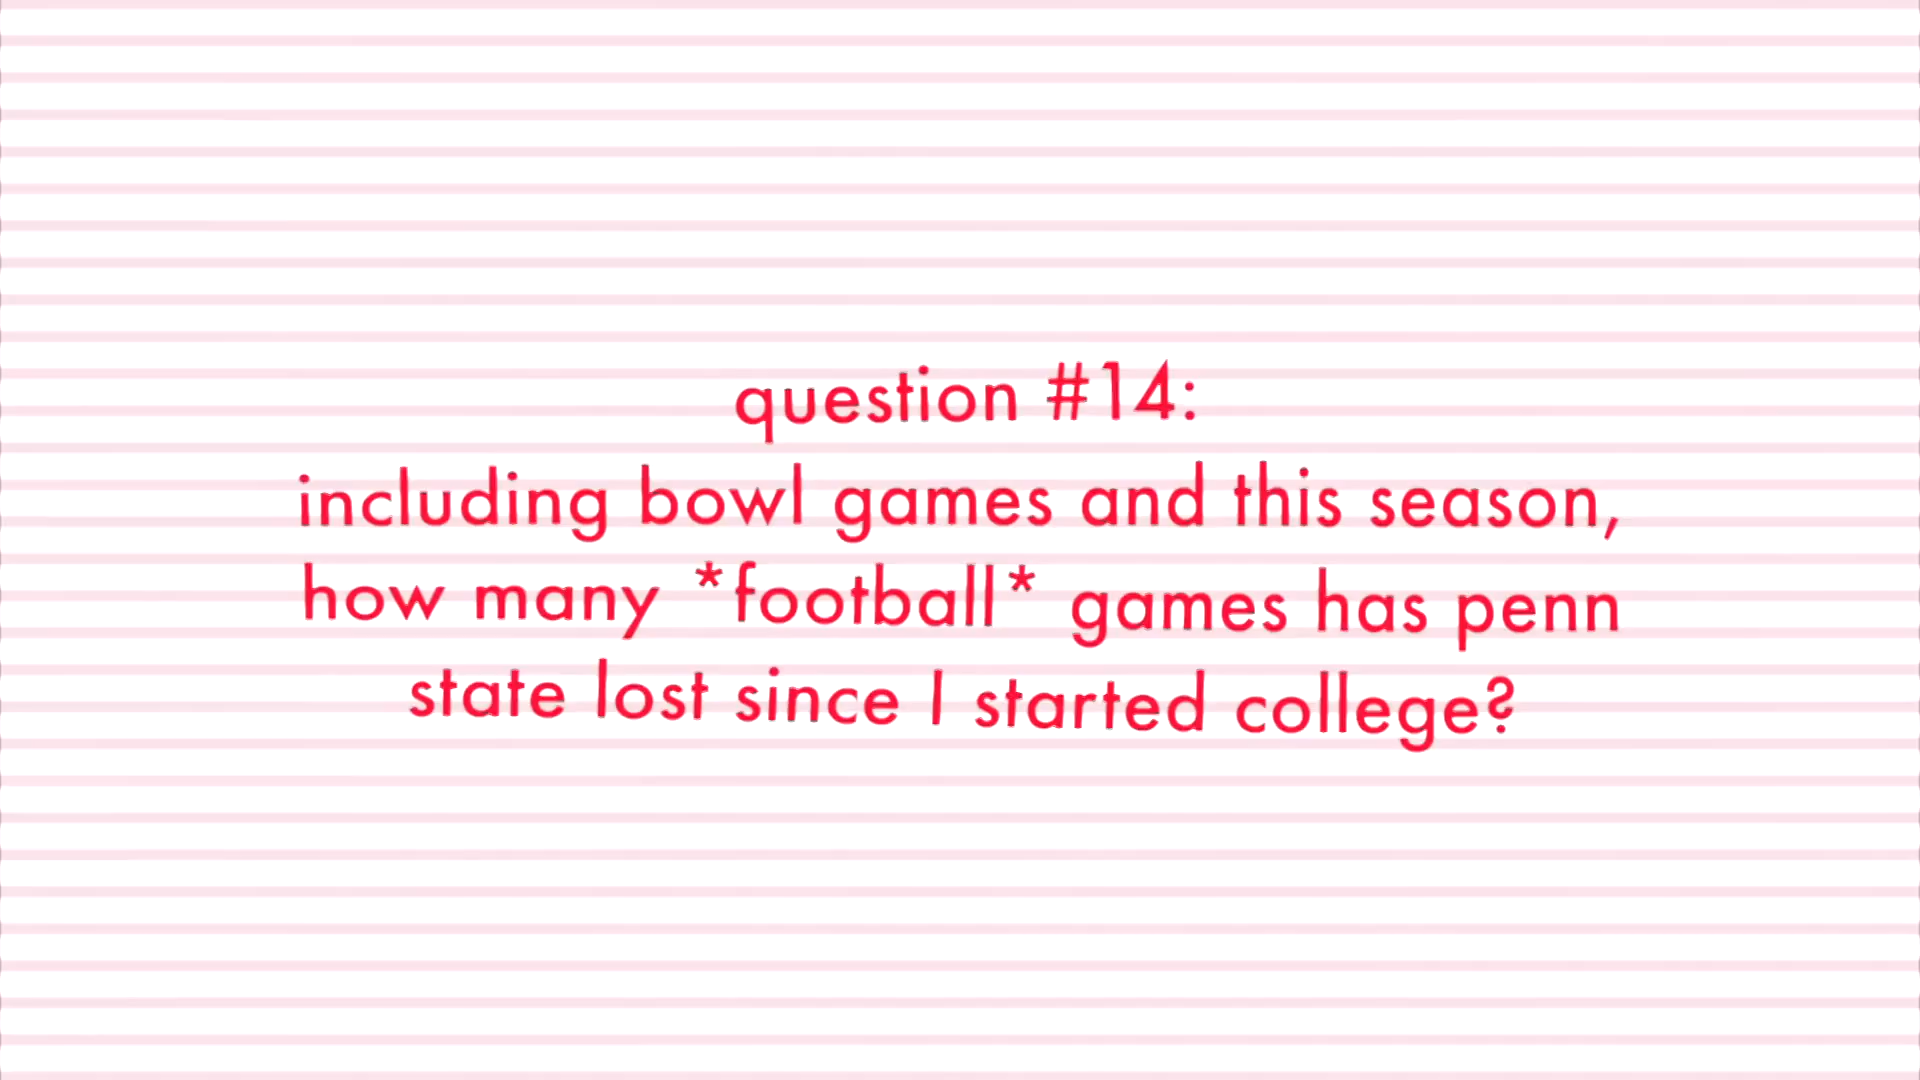 question #14:
including bowl games and this season,
how many *football* games has penn
state lost since I started college?